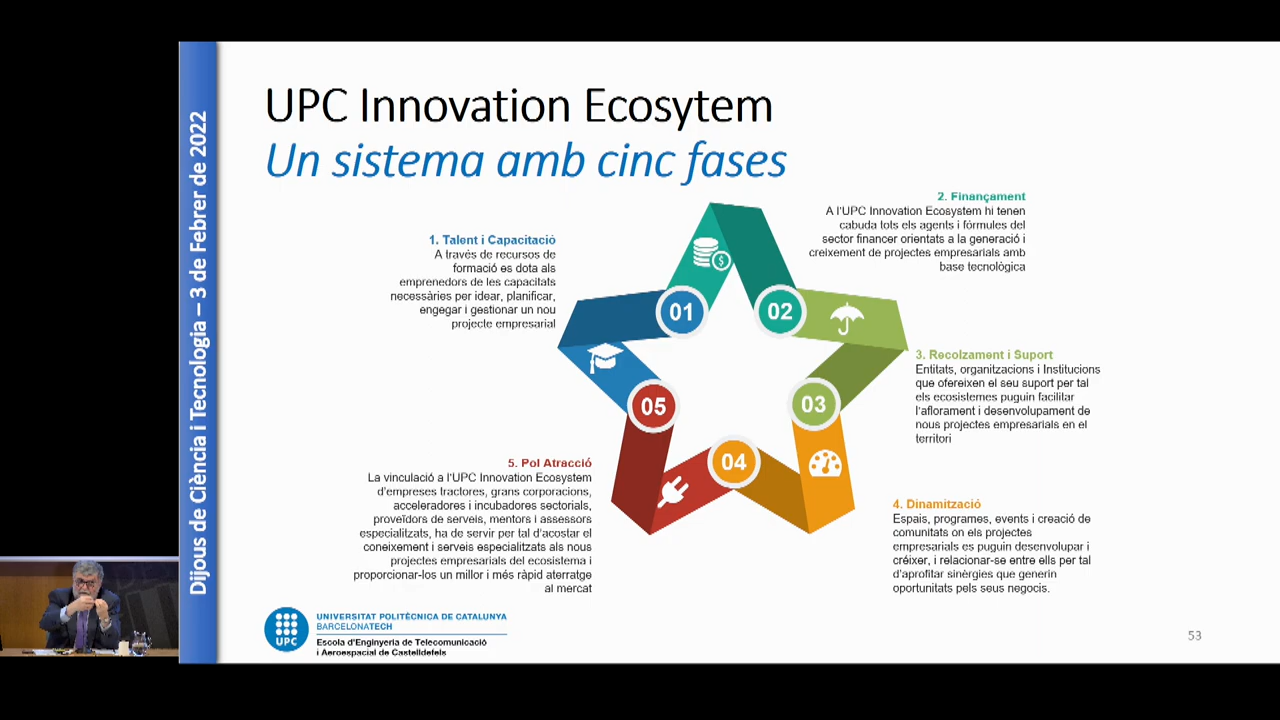 Dijous de Ciència i Tecnologia – 3 de Febrer de 2022
UPC Innovation Ecosytem
Un sistema amb cinc fases
1. Talent i Capacitació
A través de recursos de
formació es dota als
emprenedors de les capacitats
necessàries per idear, planificar,
engegar i gestionar un nou
projecte empresarial
2. Finançament
A l'UPC Innovation Ecosystem hi tenen
cabuda tots els agents i fórmules del
sector financer orientats a la generació i
creixement de projectes empresarials amb
base tecnològica
01
02
03
04
05
3. Recolzament i Suport
Entitats, organitzacions i Institucions
que ofereixen el seu suport per tal
els ecosistemes puguin facilitar
l'aflorament i desenvolupament de
nous projectes empresarials en el
territori
4. Dinamització
Espais, programes, events i creació de
comunitats on els projectes
empresarials es puguin desenvolupar i
créixer, i relacionar-se entre ells per tal
d'aprofitar sinèrgies que generin
oportunitats pels seus negocis.
5. Pol Atracció
La vinculació a l'UPC Innovation Ecosystem
d'empreses tractores, grans corporacions,
acceleradores i incubadores sectorials,
proveïdors de serveis, mentors i assessors
especialitzats, ha de servir per tal d'acostar el
coneixement i serveis especialitzats als nous
projectes empresarials del ecosistema i
proporcionar-los un millor i més ràpid aterratge
al mercat
UPC
UNIVERSITAT POLITÈCNICA DE CATALUNYA
BARCELONATECH
Escola d'Enginyeria de Telecomunicació
i Aeroespacial de Castelldefels
53